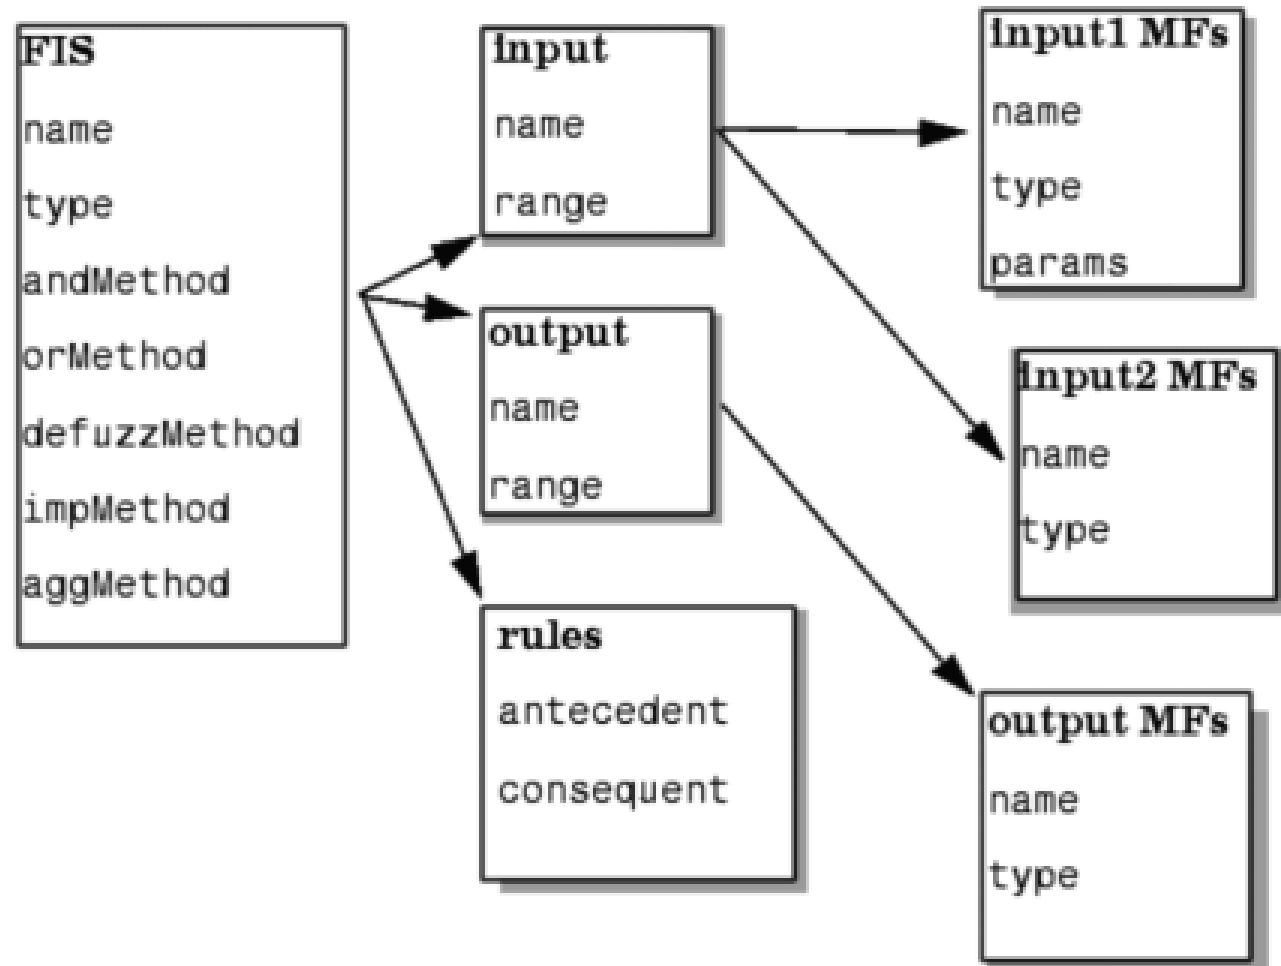 FIS
name
type
andMethod
orMethod
defuzzMethod
impMethod
aggMethod
input
name
range
output
name
range
rules
antecedent
consequent
input1 MFs
name
type
params
input2 MFs
name
type
output MFs
name
type